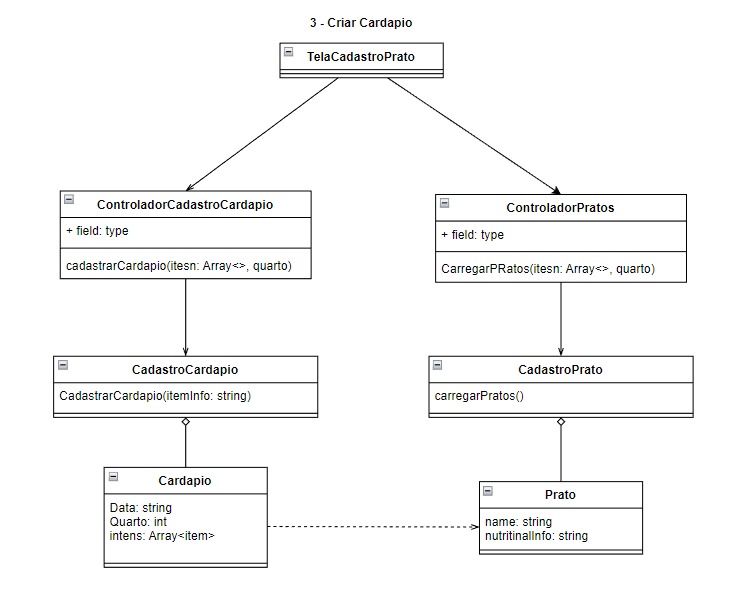 3 - Criar Cardapio
TelaCadastroPrato
ControladorCadastroCardapio
+ field: type
cadastrarCardapio(itesn: Array<>, quarto)
ControladorPratos
+ field: type
CarregarPRatos(itesn: Array<>, quarto)
CadastroCardapio
CadastrarCardapio(itemInfo: string)
CadastroPrato
carregarPratos()
Cardapio
Data: string
Quarto: int
intens: Array<item>
Prato
name: string
nutritinalInfo: string